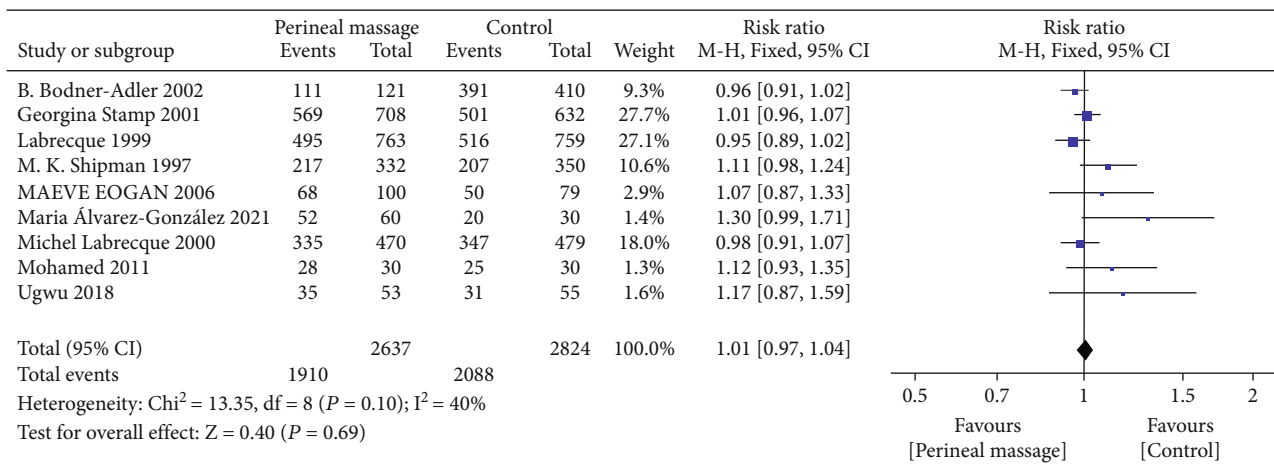 Perineal massage Control Risk ratio Risk ratio
Study or subgroup Events Total Events Total Weight M-H, Fixed, 95% CI M-H, Fixed, 95% CI
B. Bodner-Adler 2002 111 121 391 410 9.3% 0.96 [0.91, 1.02]
Georgina Stamp 2001 569 708 501 632 27.7% 1.01 [0.96, 1.07]
Labrecque 1999 495 763 516 759 27.1% 0.95 [0.89, 1.02]
M. K. Shipman 1997 217 332 207 350 10.6% 1.11 [0.98, 1.24]
MAEVE EOGAN 2006 68 100 50 79 2.9% 1.07 [0.87, 1.33]
Maria Álvarez-González 2021 52 60 20 30 1.4% 1.30 [0.99, 1.71]
Michel Labrecque 2000 335 470 347 479 18.0% 0.98 [0.91, 1.07]
Mohamed 2011 28 30 25 30 1.3% 1.12 [0.93, 1.35]
Ugwu 2018 35 53 31 55 1.6% 1.17 [0.87, 1.59]
Total (95% CI) 2637 2824 100.0% 1.01 [0.97, 1.04]
Total events 1910 2088
Heterogeneity: Chi² = 13.35, df = 8 (P = 0.10); I² = 40%
Test for overall effect: Z = 0.40 (P = 0.69)
0.5 0.7 1 1.5 2
Favours Favours
[Perineal massage] [Control]